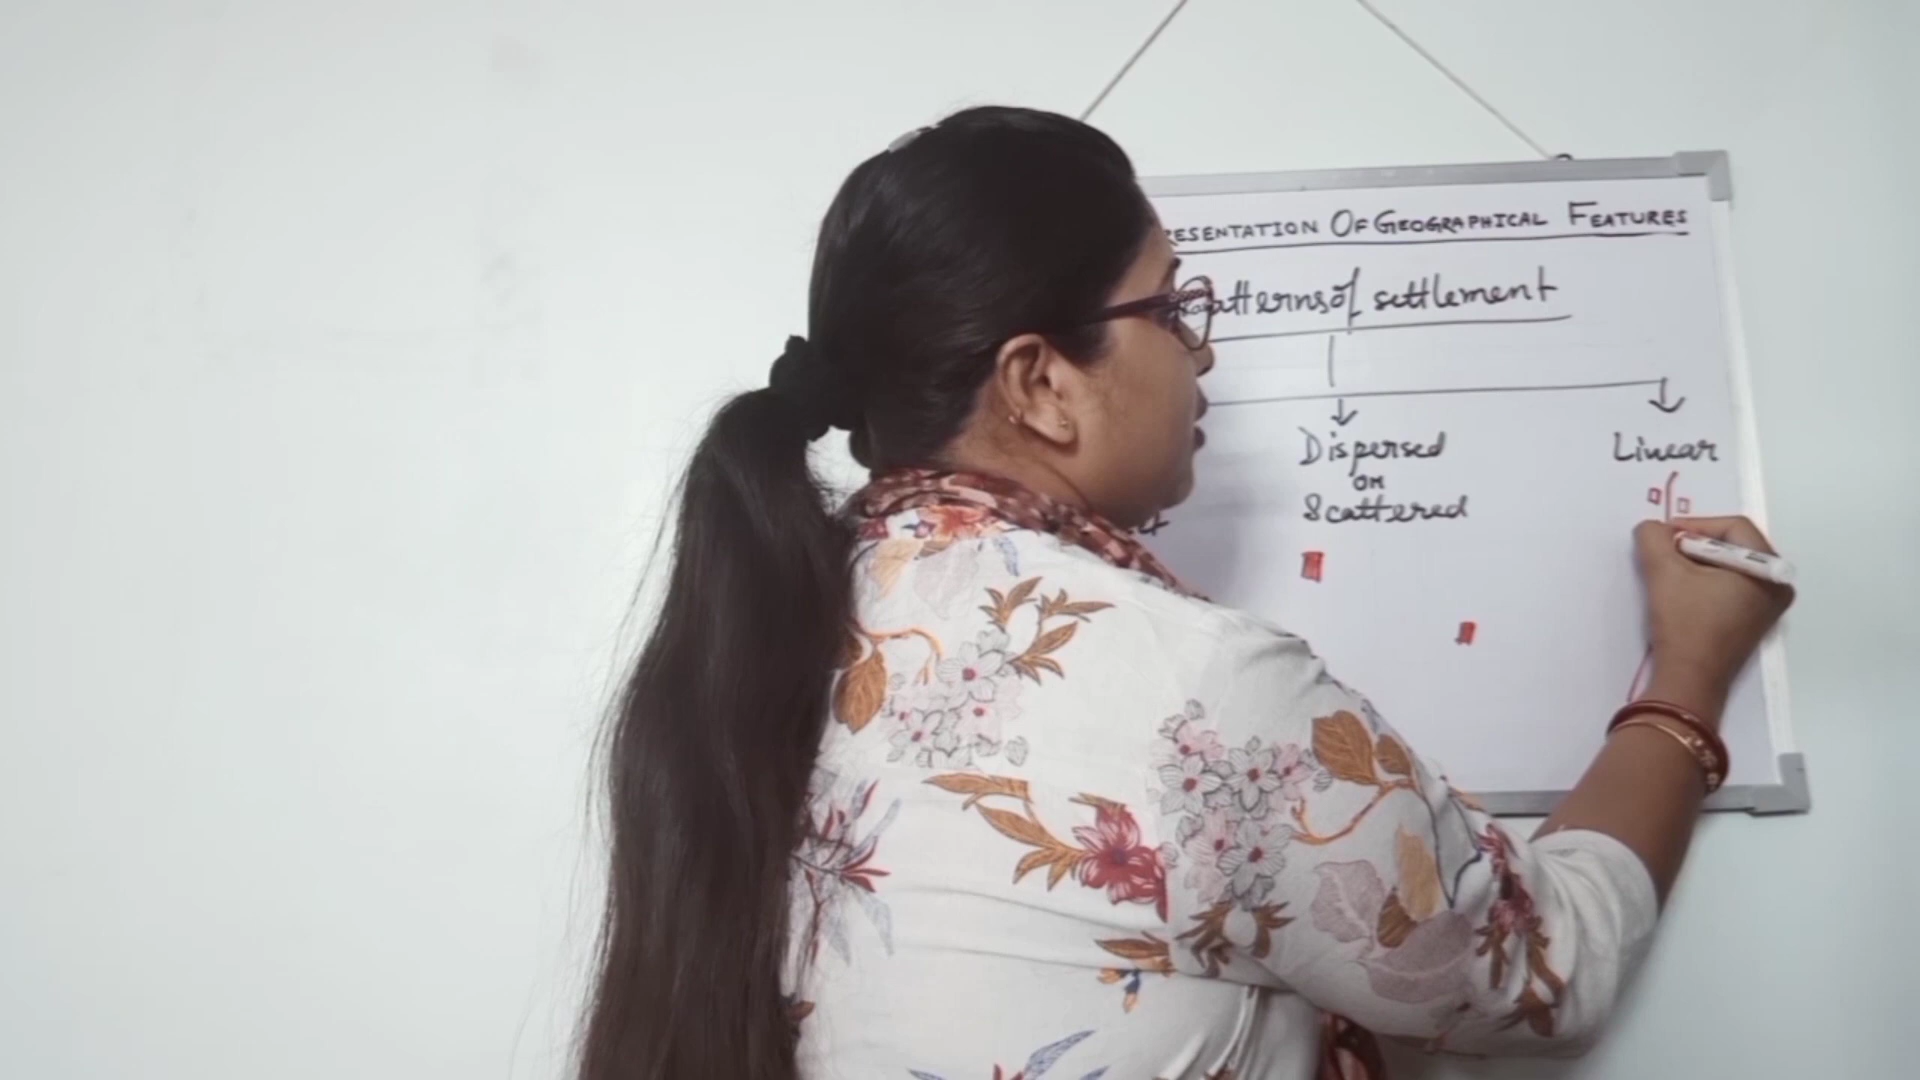 RESENTATION OF GEOGRAPHICAL FEATURES
Patterns of settlement
Dispersed
or
Scattered
Linear